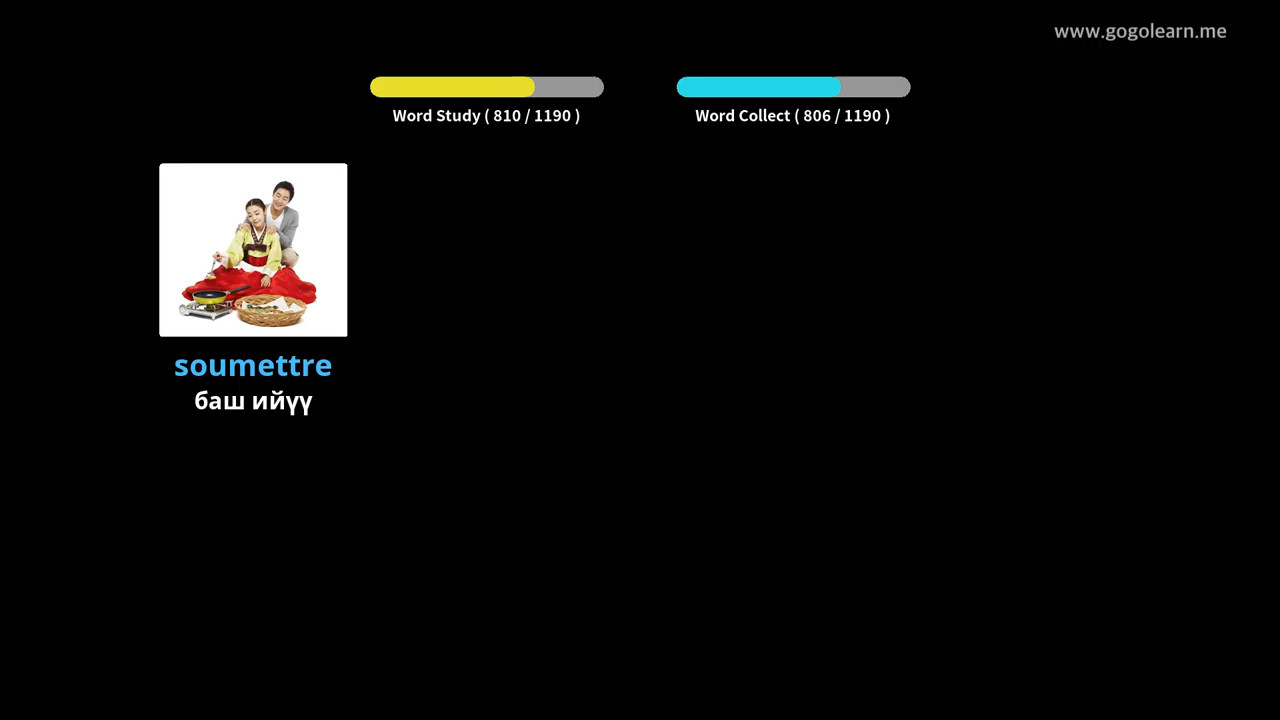 www.gogolearn.me
Word Study ( 810 / 1190 )
Word Collect ( 806 / 1190 )
soumettre
баш ийүү